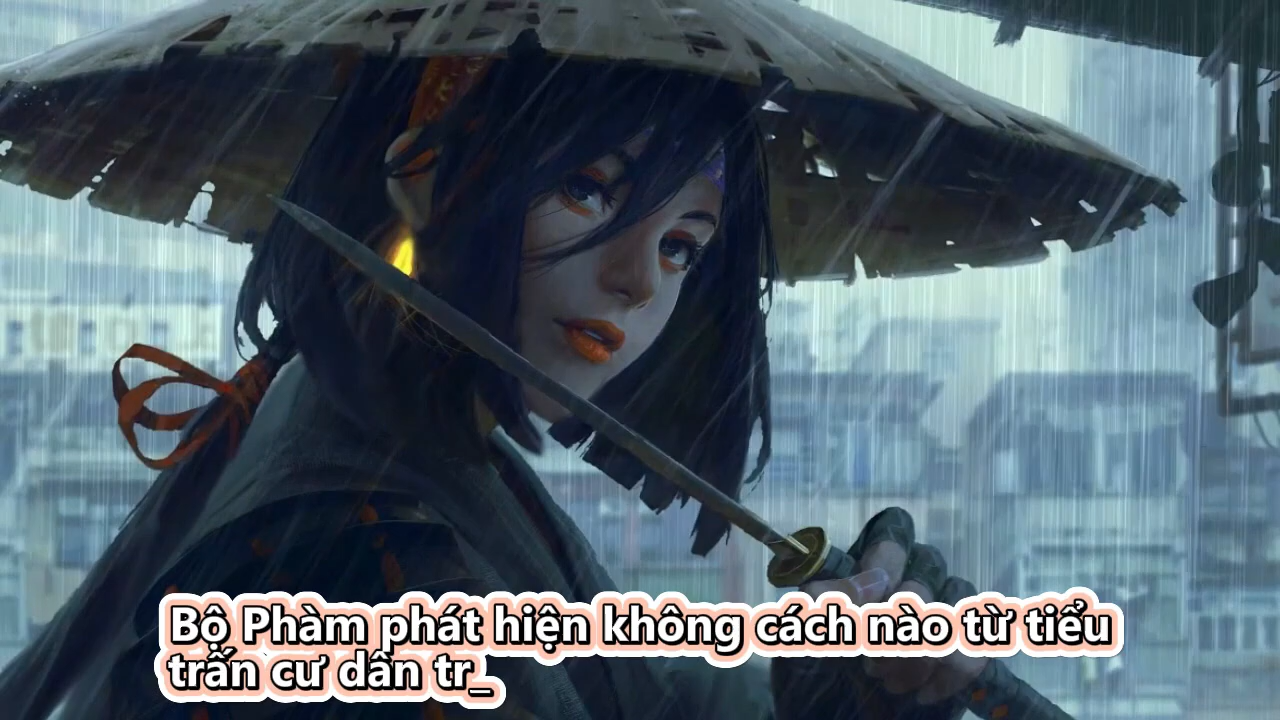 Bộ Phàm phát hiện không cách nào từ tiểu
trấn cư dân tr_